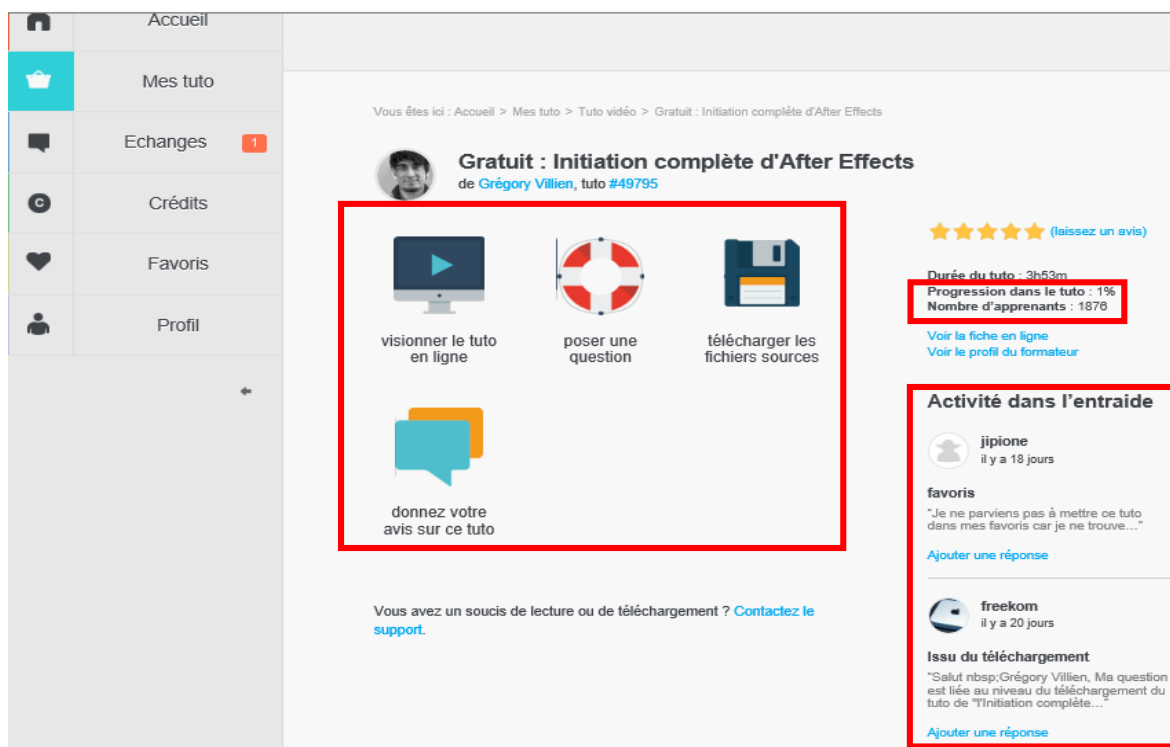 Accueil
Mes tuto
Echanges 1
Crédits
Favoris
Profil
Vous êtes ici : Accueil > Mes tuto > Tuto vidéo > Gratuit : Initiation complète d'After Effects
Gratuit : Initiation complète d'After Effects
de Grégory Villien, tuto #49795
visionner le tuto
en ligne
poser une
question
télécharger les
fichiers sources
donnez votre
avis sur ce tuto
Vous avez un soucis de lecture ou de téléchargement ? Contactez le
support.
(laissez un avis)
Durée du tuto : 3h53m
Progression dans le tuto : 1%
Nombre d'apprenants : 1876
Voir la fiche en ligne
Voir le profil du formateur
Activité dans l'entraide
jipione
il y a 18 jours
favoris
"Je ne parviens pas à mettre ce tuto
dans mes favoris car je ne trouve..."
Ajouter une réponse
freekom
il y a 20 jours
Issu du téléchargement
"Salut nbsp;Grégory Villien, Ma question
est liée au niveau du téléchargement du
tuto de "l'Initiation complète..."
Ajouter une réponse